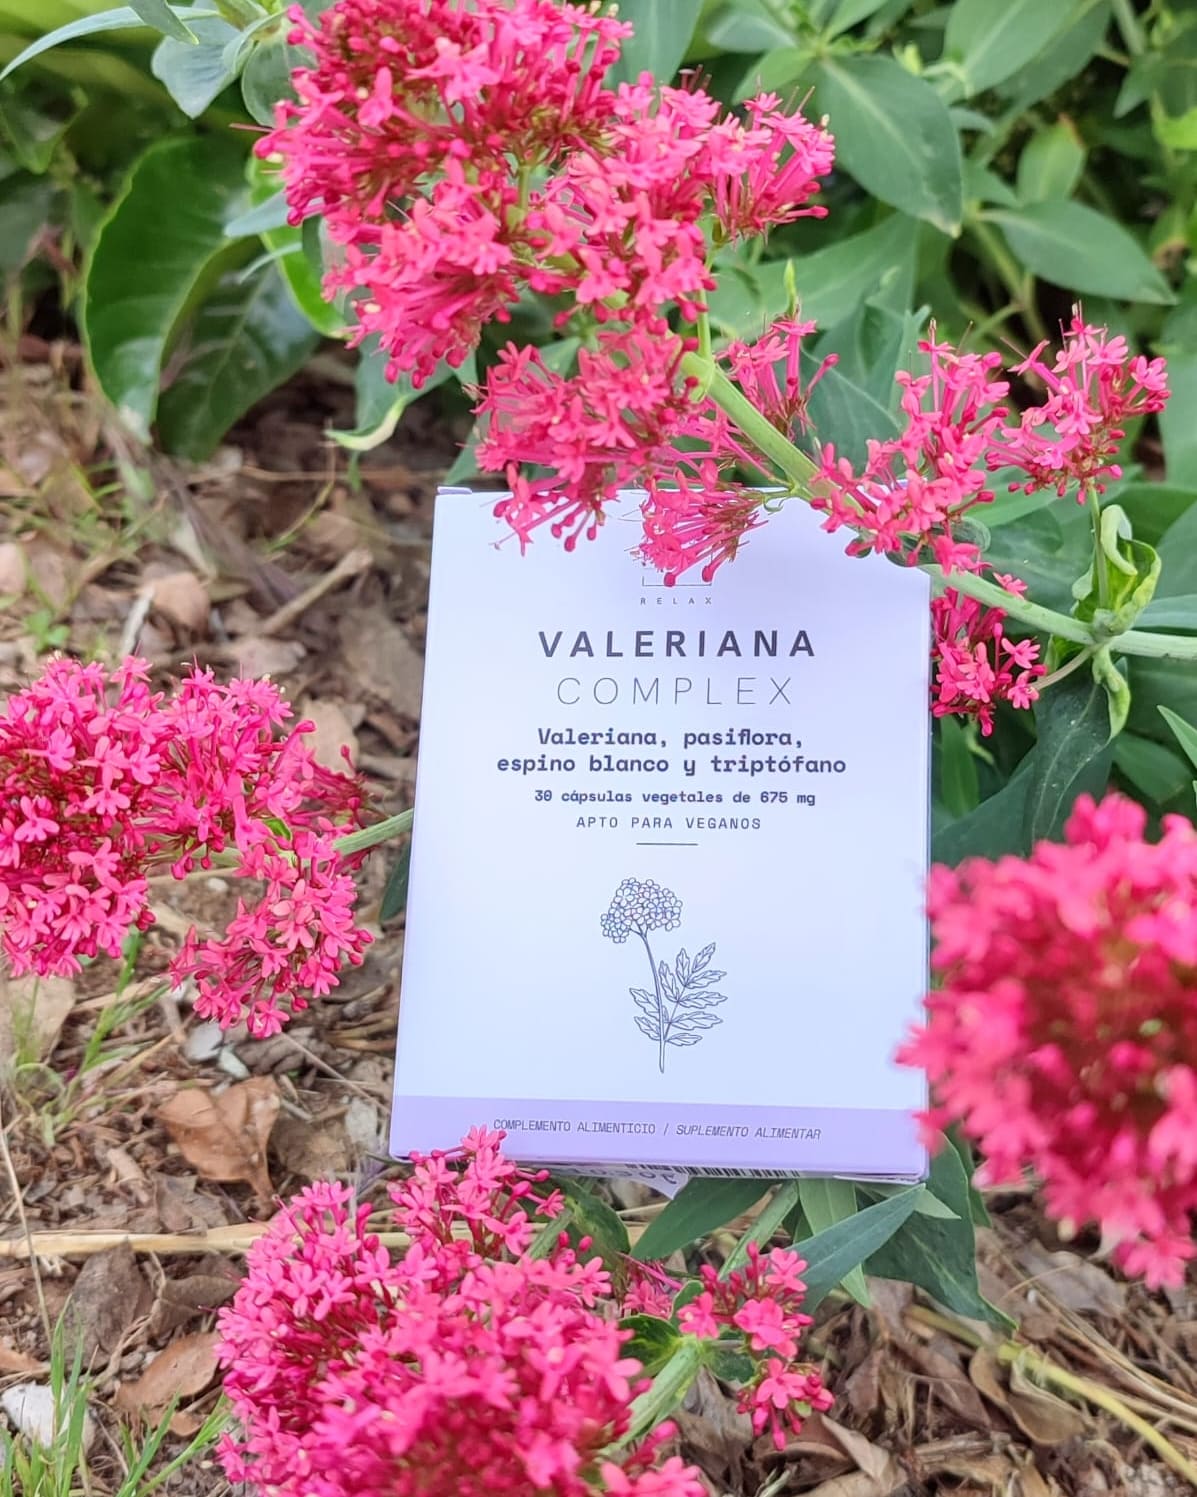 RELAX
VALERIANA
COMPLEX
Valeriana, pasiflora,
espino blanco y triptófano
30 cápsulas vegetales de 675 mg
APTO PARA VEGANOS
COMPLEMENTO ALIMENTICIO / SUPLEMENTO ALIMENTAR